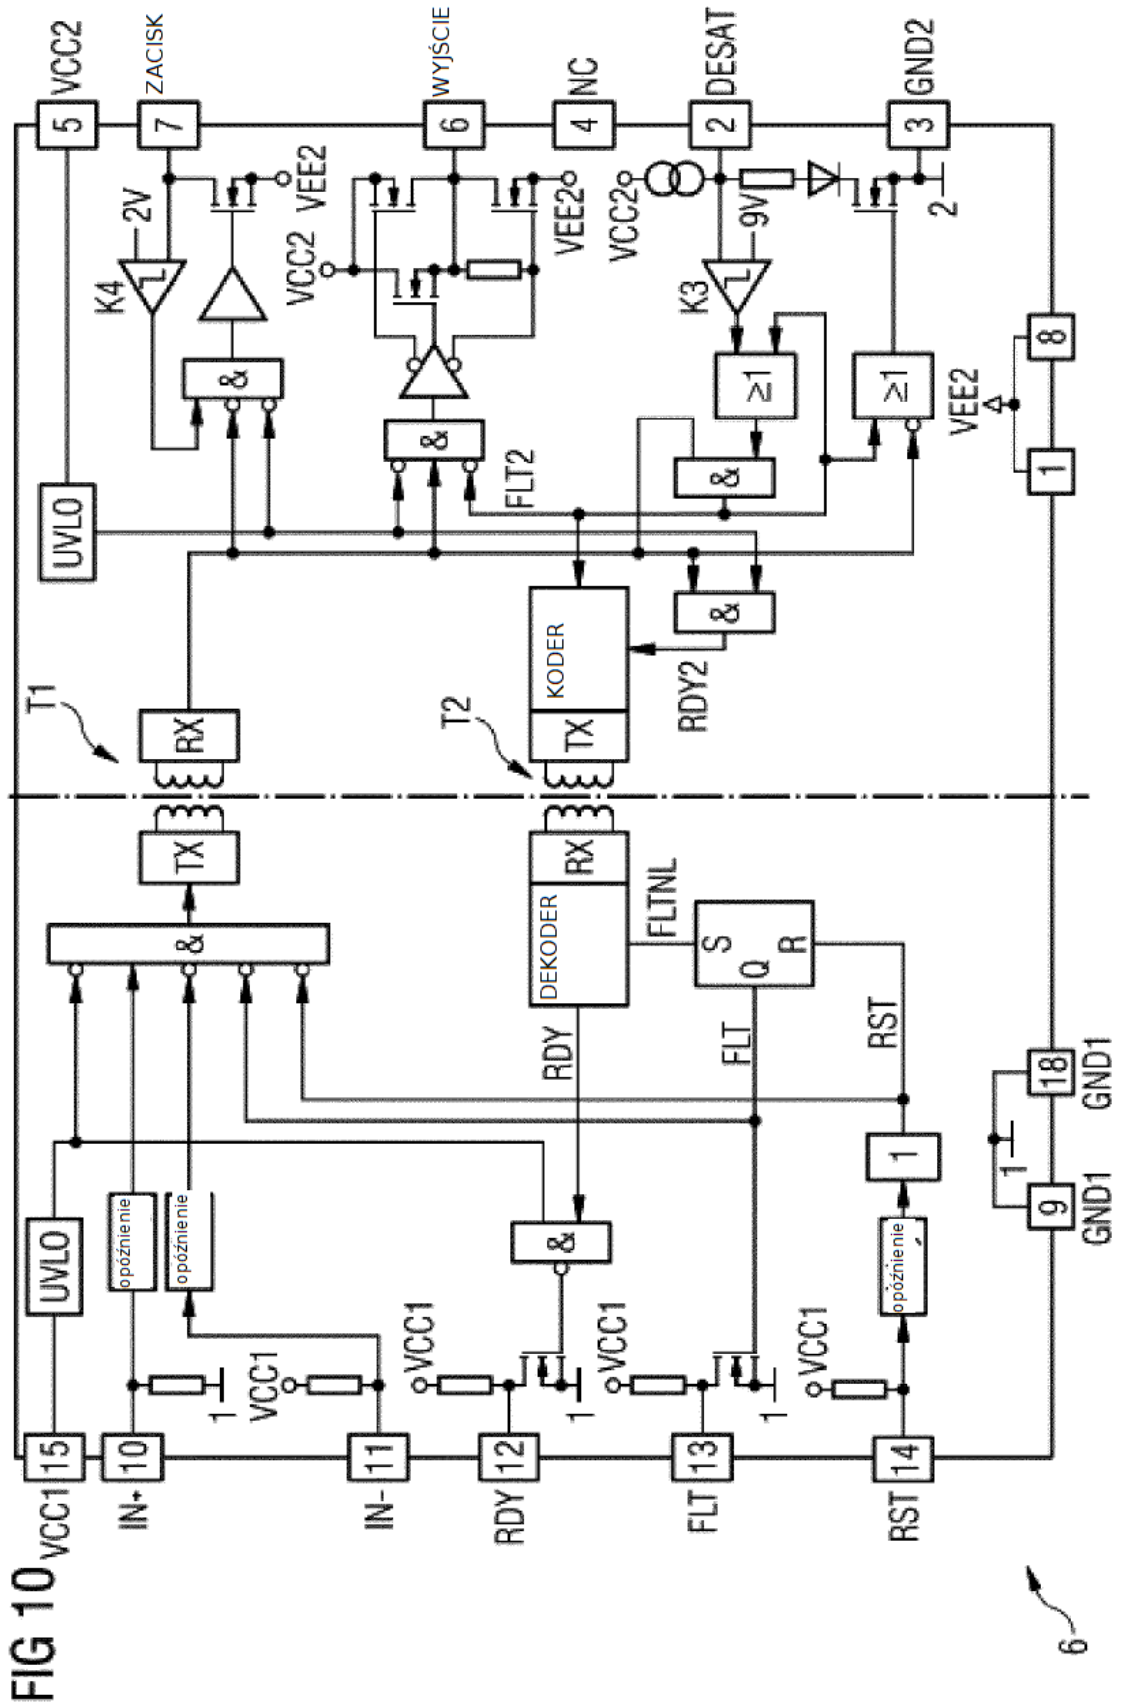 FIG 10
VCC1
15
UVLO
IN+
10
1
opóźnienie
IN-
11
VCC1
opóźnienie
RDY
12
VCC1
1
&
FLT
13
VCC1
1
RST
14
VCC1
opóźnienie
1
RST
FLT
RDY
GND1
9
1
18
GND1
&
TX
T1
RX
DEKODER
RX
FLTNL
S
Q
R
T2
TX
KODER
RDY2
&
UVLO
5
VCC2
7
ZACISK
K4
2V
&
VEE2
6
WYJŚCIE
VCC2
VEE2
&
FLT2
4
NC
2
DESAT
VCC2
9V
K3
≥1
&
3
GND2
2
≥1
VEE2
1
8
6